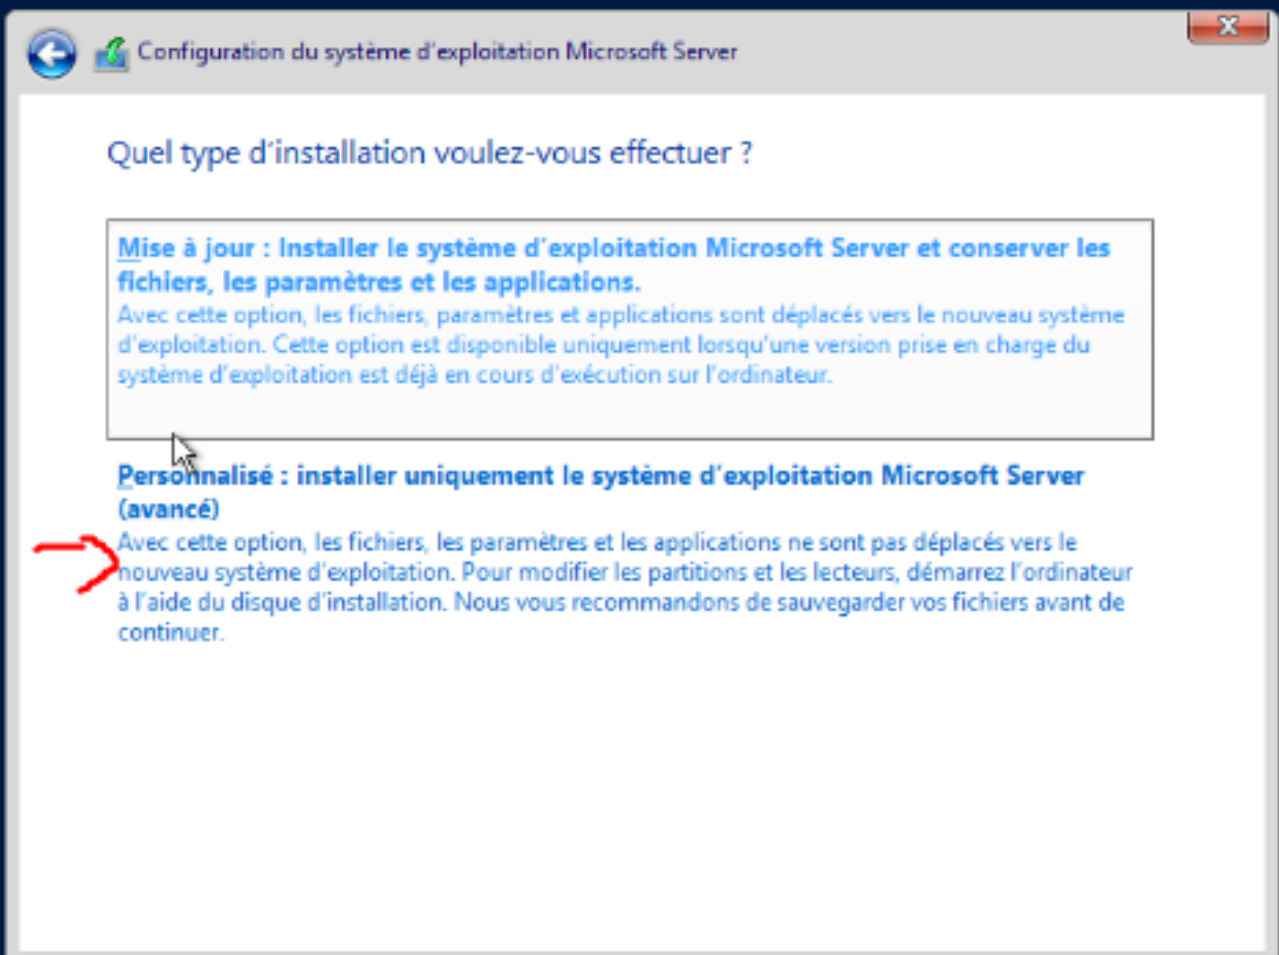 Configuration du système d'exploitation Microsoft Server
Quel type d'installation voulez-vous effectuer ?
Mise à jour : Installer le système d'exploitation Microsoft Server et conserver les
fichiers, les paramètres et les applications.
Avec cette option, les fichiers, paramètres et applications sont déplacés vers le nouveau système
d'exploitation. Cette option est disponible uniquement lorsqu'une version prise en charge du
système d'exploitation est déjà en cours d'exécution sur l'ordinateur.
Personnalisé : installer uniquement le système d'exploitation Microsoft Server
(avancé)
Avec cette option, les fichiers, les paramètres et les applications ne sont pas déplacés vers le
nouveau système d'exploitation. Pour modifier les partitions et les lecteurs, démarrez l'ordinateur
à l'aide du disque d'installation. Nous vous recommandons de sauvegarder vos fichiers avant de
continuer.